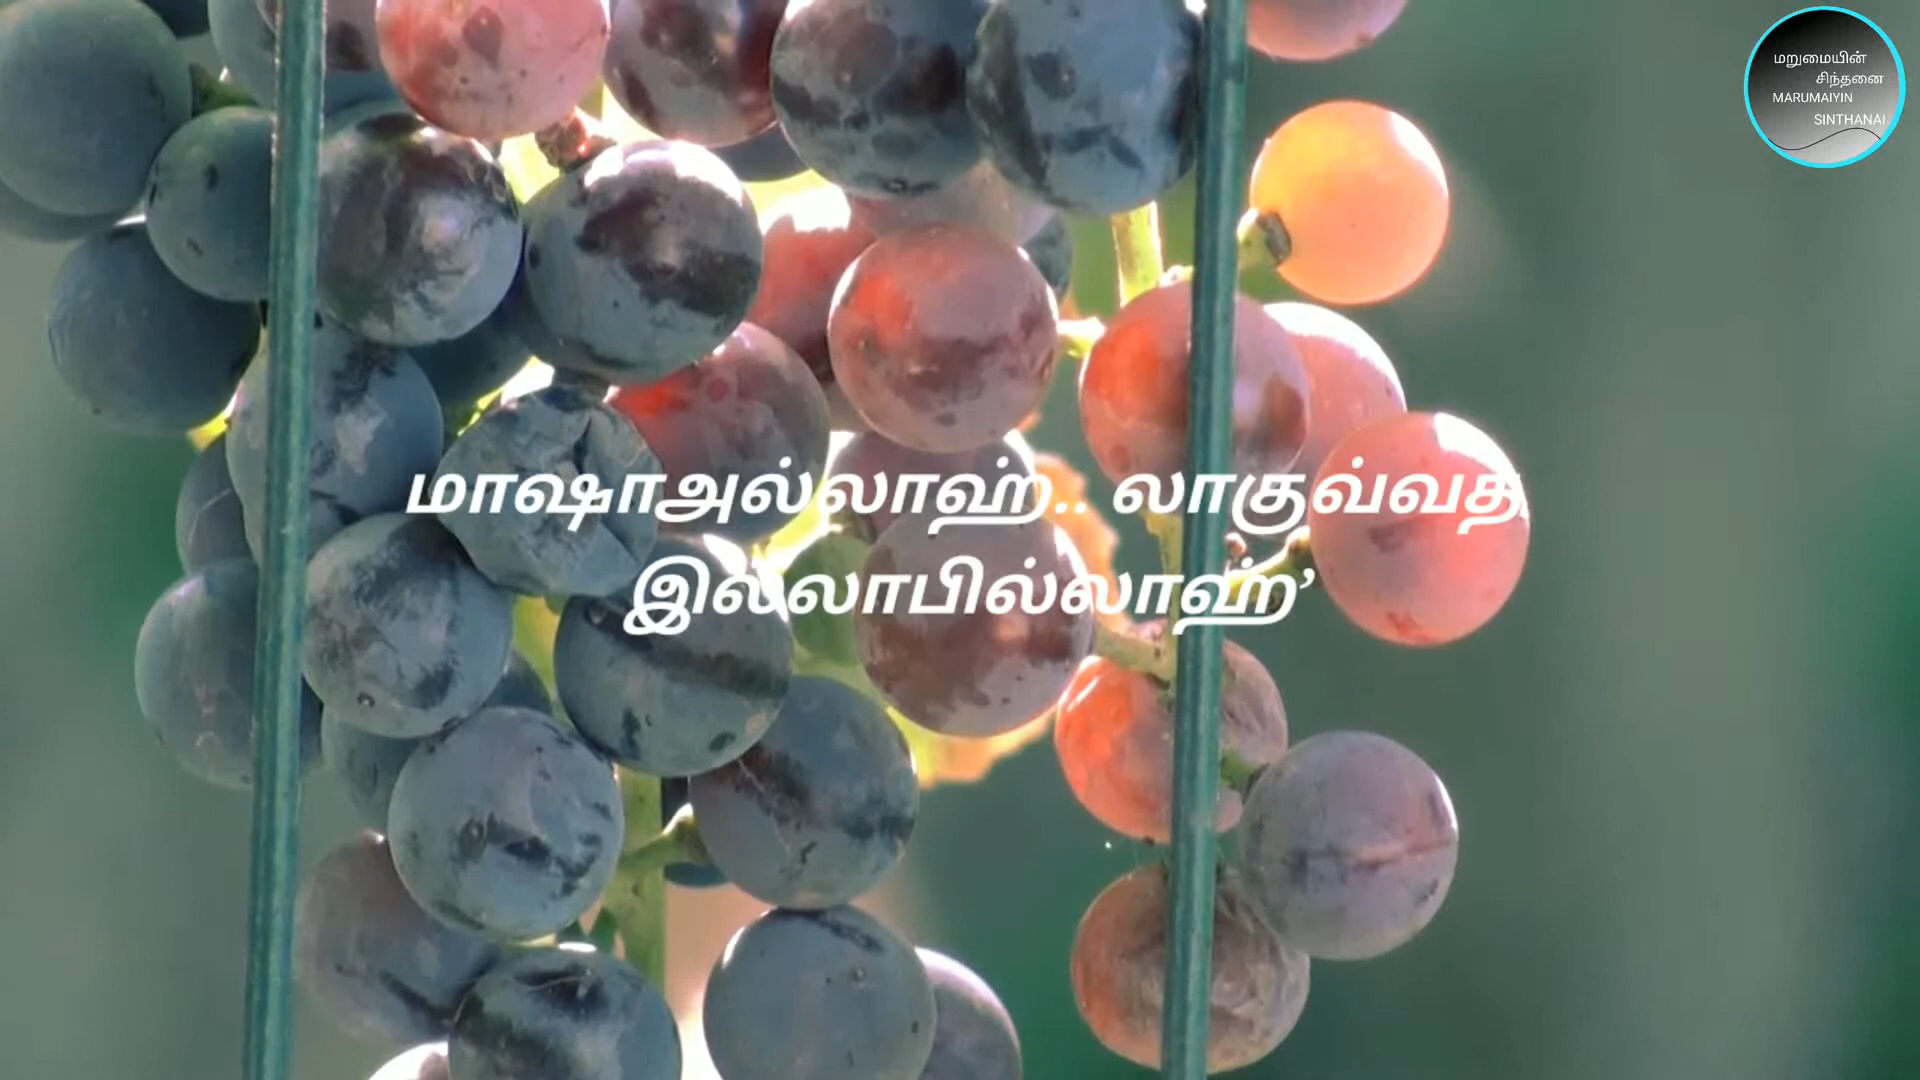 மறுமையின்
சிந்தனை
MARUMAIYIN
SINTHANAI
மாஷாஅல்லாஹ்.. லாகுவ்வத
இல்லாபில்லாஹ்’